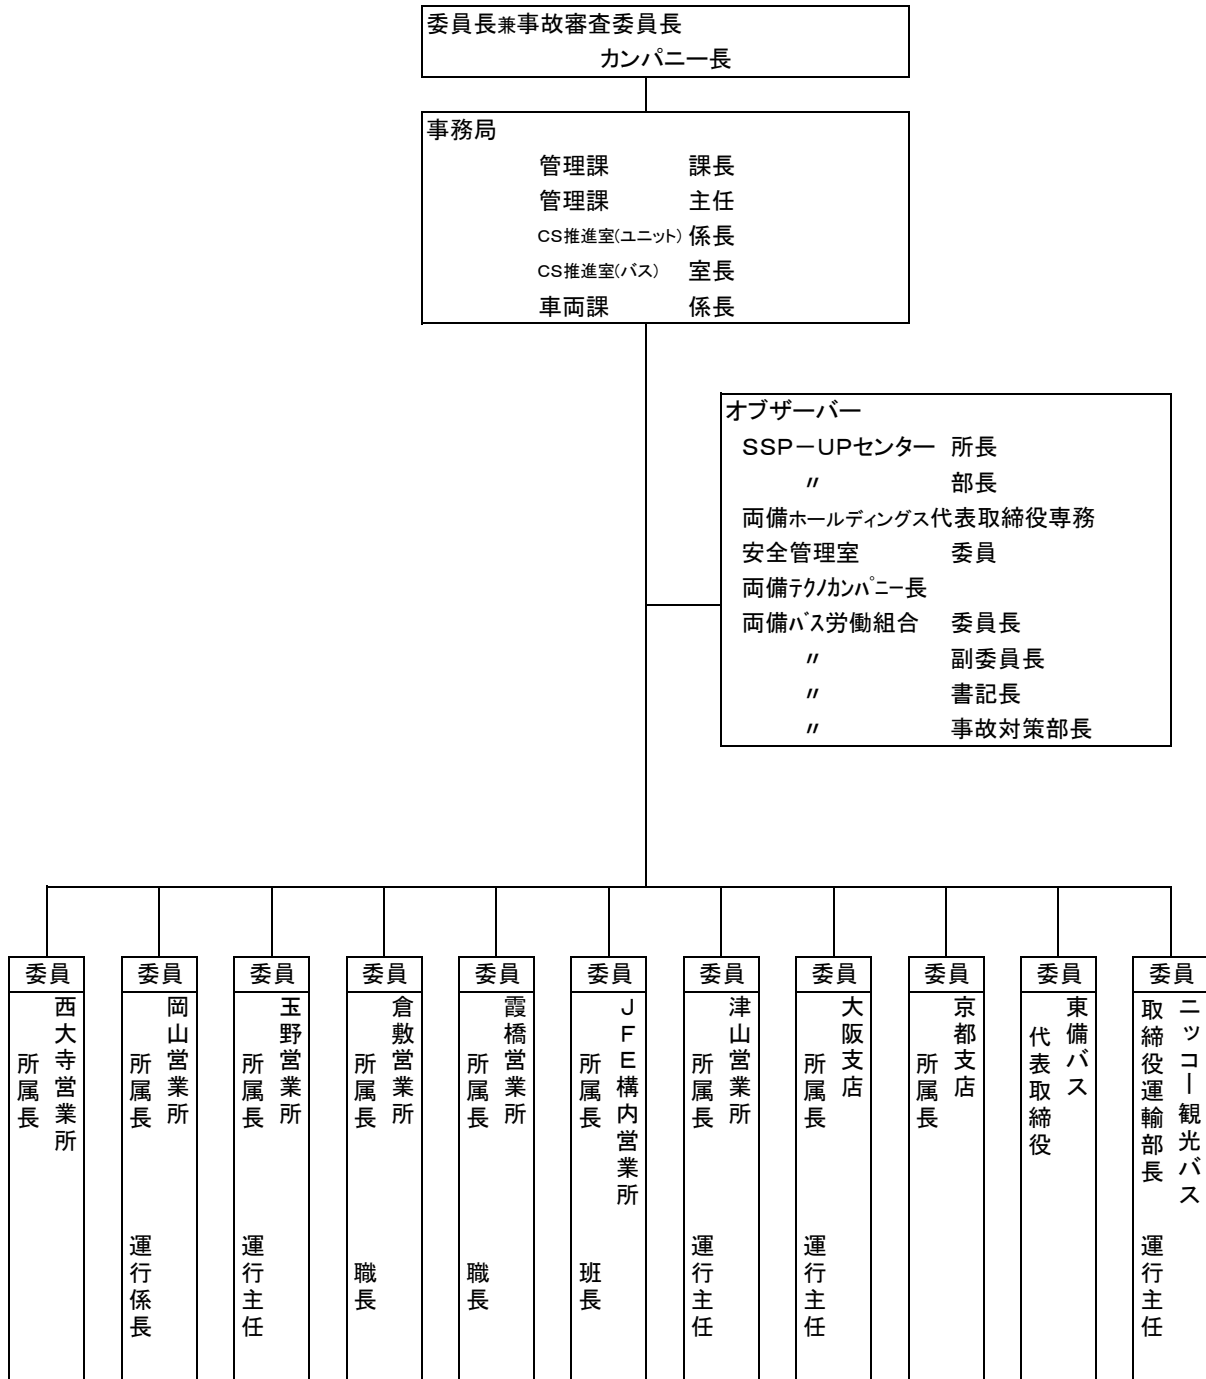 委員長兼事故審査委員長
カンパニー長
事務局
管理課 課長
管理課 主任
CS推進室(ユニット) 係長
CS推進室(バス) 室長
車両課 係長
オブザーバー
SSP－UPセンター 所長
〃 部長
両備ホールディングス代表取締役専務
安全管理室 委員
両備テクノカンパニー長
両備バス労働組合 委員長
〃 副委員長
〃 書記長
〃 事故対策部長
委員
西大寺営業所
所属長
委員
岡山営業所
所属長 運行係長
委員
玉野営業所
所属長 運行主任
委員
倉敷営業所
所属長 職長
委員
霞橋営業所
所属長 職長
委員
JFE構内営業所
所属長 班長
委員
津山営業所
所属長 運行主任
委員
大阪支店
所属長 運行主任
委員
京都支店
所属長
委員
東備バス
代表取締役
委員
ニッコー観光バス
取締役運輸部長 運行主任